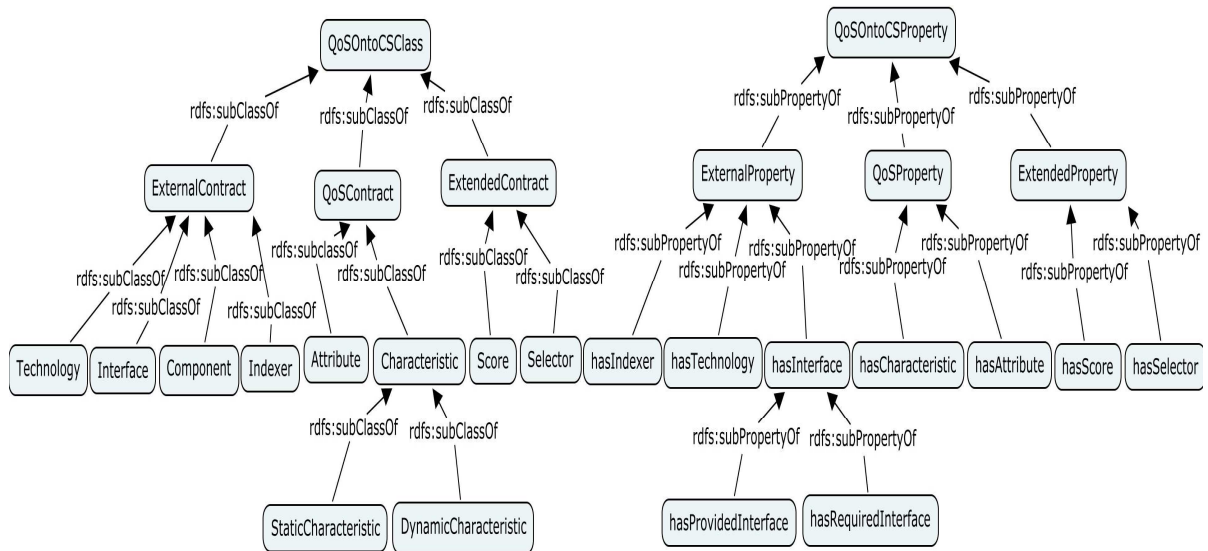 QoSOntoCSClass
QoSOntoCSProperty
rdfs:subClassOf
rdfs:subClassOf
rdfs:subClassOf
rdfs:subPropertyOf
rdfs:subPropertyOf
rdfs:subPropertyOf
ExternalContract
QoSContract
ExtendedContract
ExternalProperty
QoSProperty
ExtendedProperty
rdfs:subClassOf
rdfs:subClassOf
rdfs:subClassOf
rdfs:subClassOf
rdfs:subclassOf
rdfs:subClassOf
rdfs:subClassOf
rdfs:subClassOf
rdfs:subPropertyOf
rdfs:subPropertyOf
rdfs:subPropertyOf
rdfs:subPropertyOf
rdfs:subPropertyOf
rdfs:subPropertyOf
rdfs:subPropertyOf
Technology
Interface
Component
Indexer
Attribute
Characteristic
Score
Selector
hasIndexer
hasTechnology
hasInterface
hasCharacteristic
hasAttribute
hasScore
hasSelector
rdfs:subClassOf
rdfs:subClassOf
rdfs:subPropertyOf
rdfs:subPropertyOf
StaticCharacteristic
DynamicCharacteristic
hasProvidedInterface
hasRequiredInterface